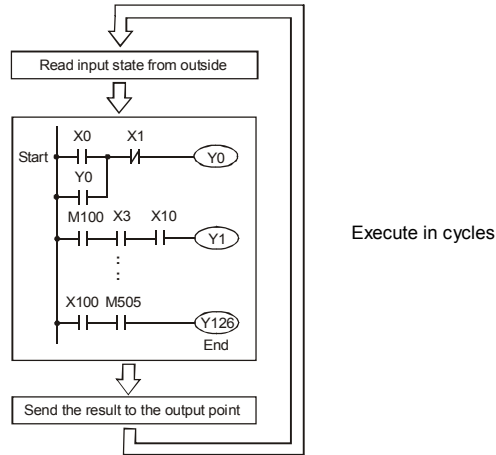 Read input state from outside
X0 X1
Start Y0
Y0
M100 X3 X10
Y1
X100 M505
Y126
End
Send the result to the output point
Execute in cycles